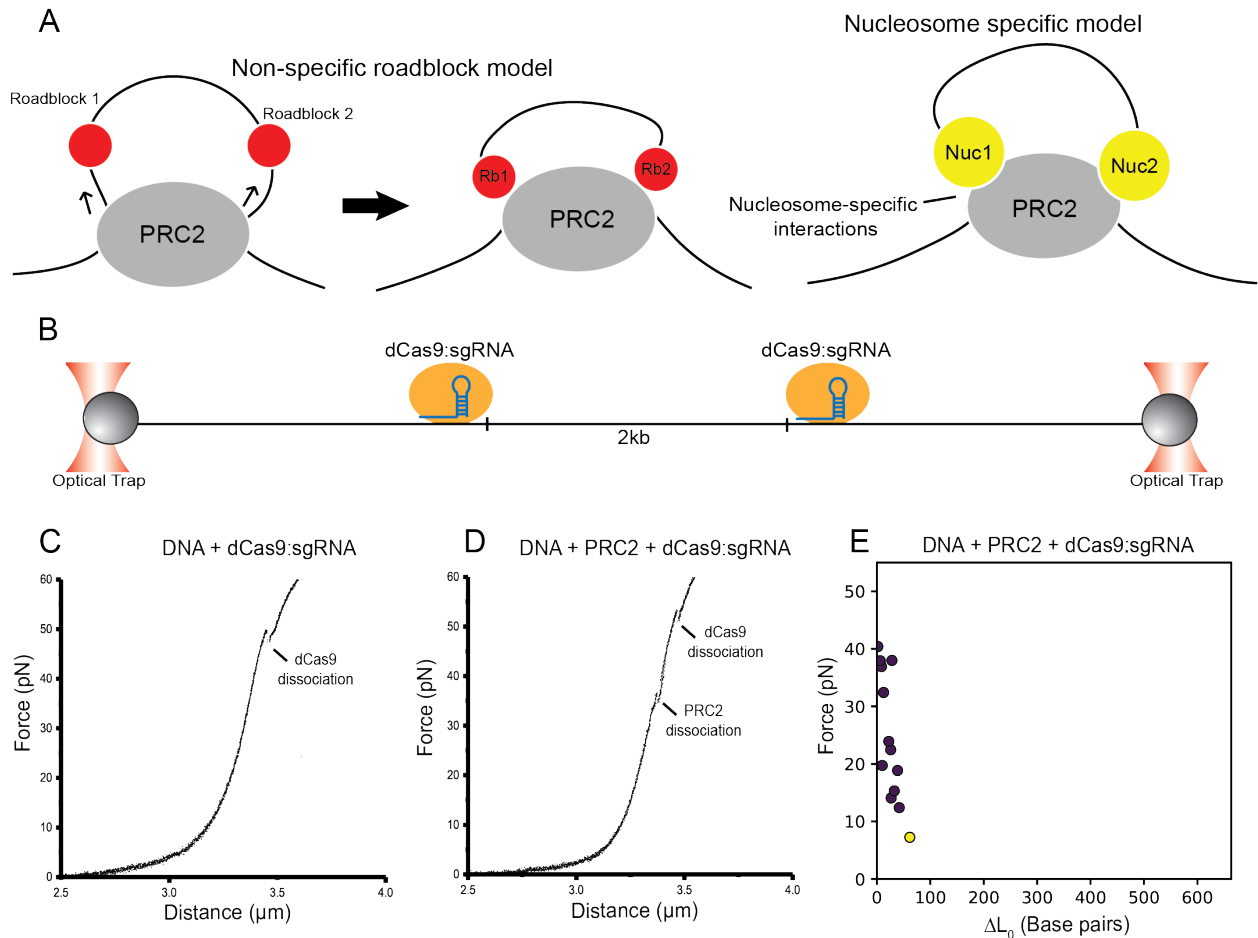 A
Non-specific roadblock model
Nucleosome specific model
Roadblock 1
Roadblock 2
PRC2
Rb1
Rb2
PRC2
Nuc1
Nuc2
PRC2
Nucleosome-specific
interactions
B
dCas9:sgRNA
dCas9:sgRNA
2kb
Optical Trap
Optical Trap
C
DNA + dCas9:sgRNA
60
50
40
30
20
10
0
Force (pN)
dCas9
dissociation
2.5
3.0
3.5
4.0
Distance (µm)
D
DNA + PRC2 + dCas9:sgRNA
60
50
40
30
20
10
0
Force (pN)
dCas9
dissociation
PRC2
dissociation
2.5
3.0
3.5
4.0
Distance (µm)
E
DNA + PRC2 + dCas9:sgRNA
50
40
30
20
10
0
Force (pN)
0
100
200
300
400
500
600
ΔL₀ (Base pairs)